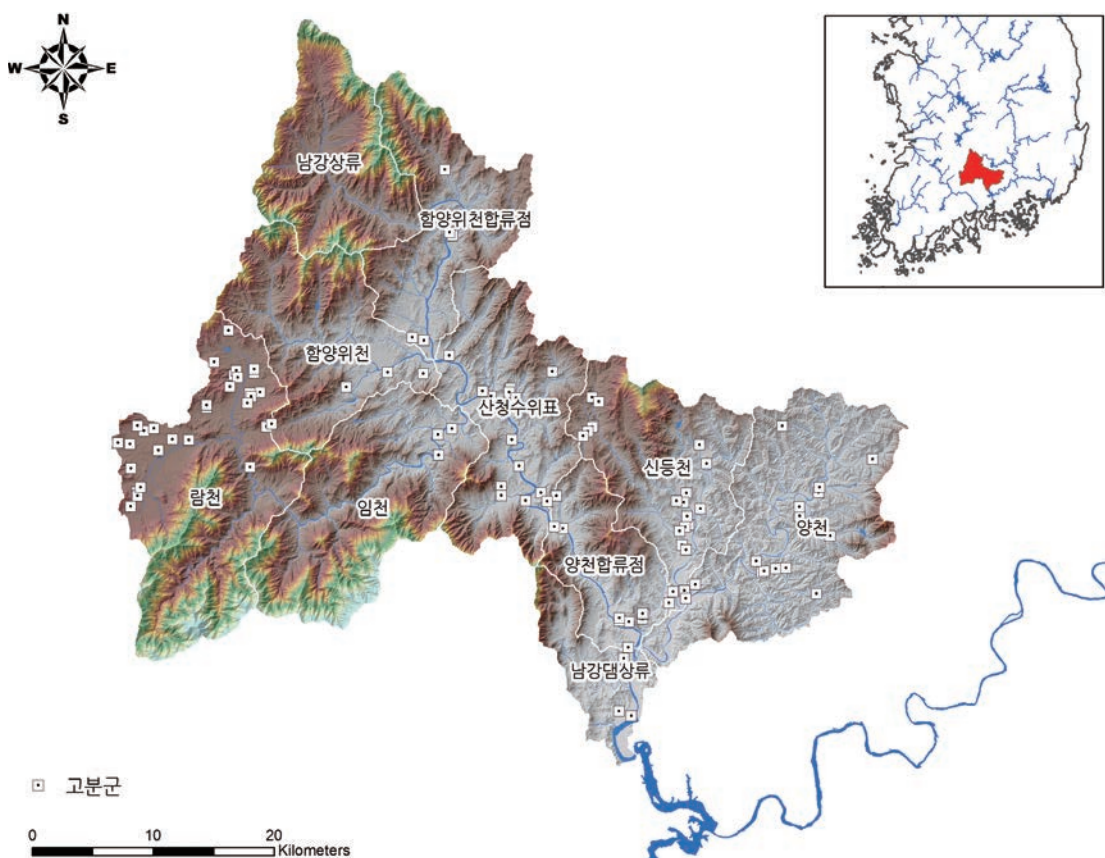 N
W
E
S
남강상류
함양위천합류점
함양위천
산청수위표
신등천
람천
임천
양천
양천합류점
남강댐상류
고분군
0 10 20
Kilometers